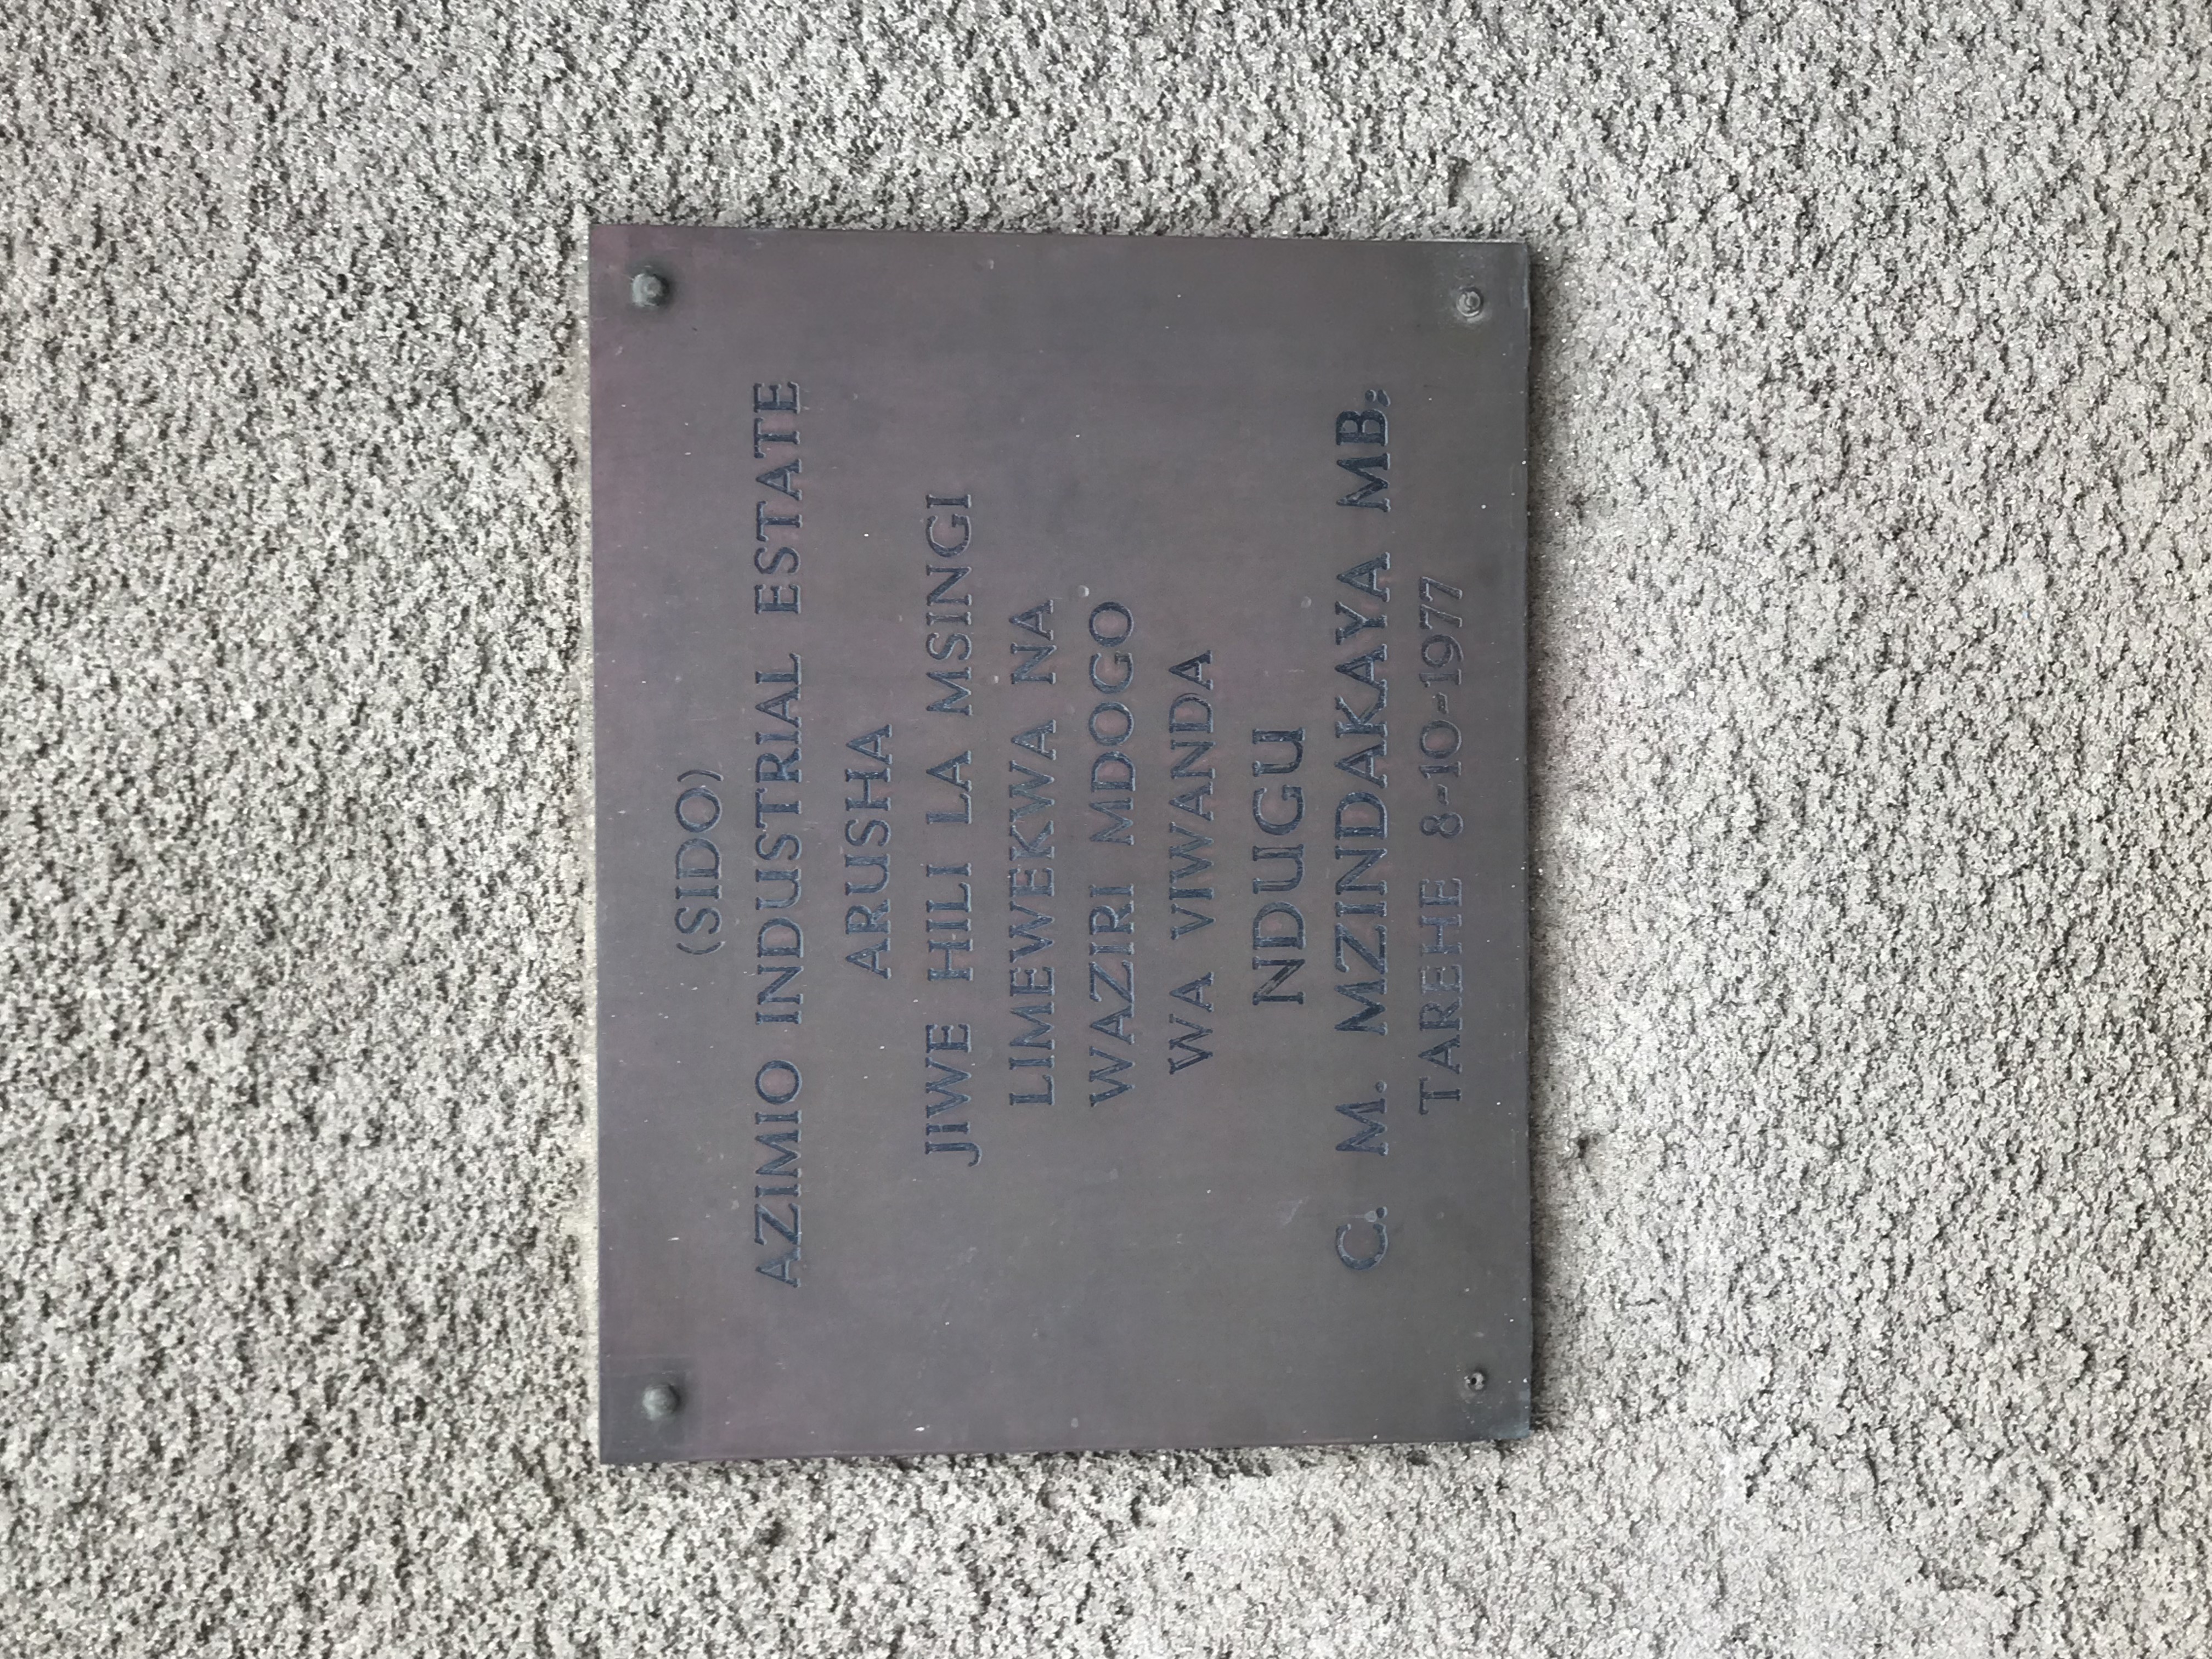 (SIDO)
AZIMIO INDUSTRIAL ESTATE
ARUSHA
JIWE HILI LA MSINGI
LIMEWEKWA NA
WAZIRI MDOGO
WA VIWANDA
NDUGU
C. M. MZINDAKAYA MB;
TAREHE 8-10-1977